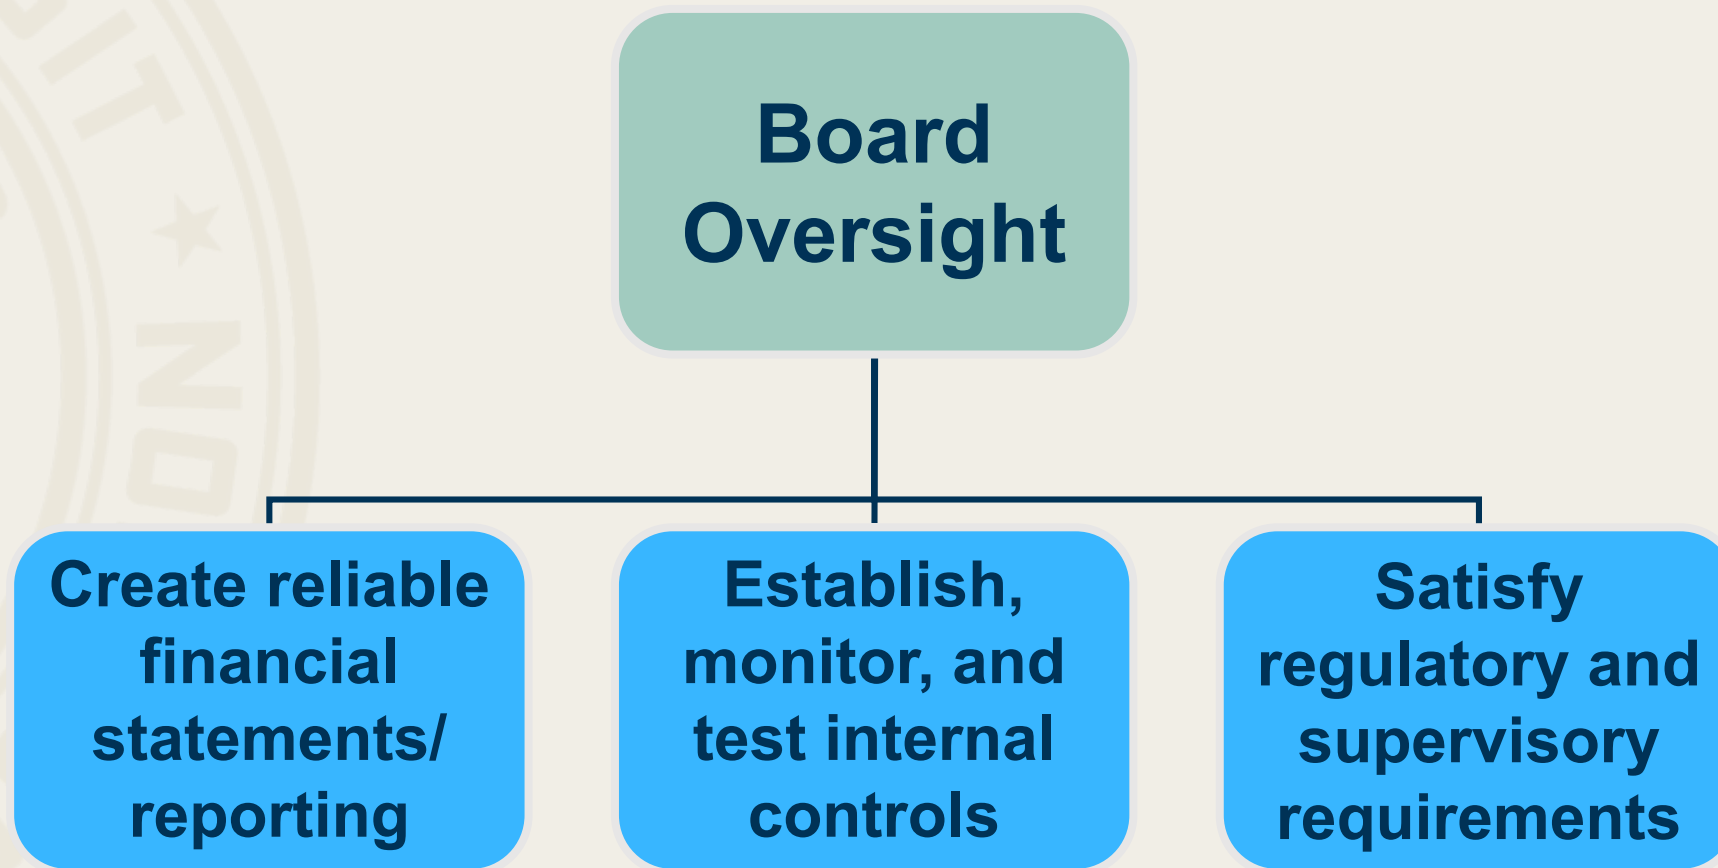 Board
Oversight
Create reliable
financial
statements/
reporting
Establish,
monitor, and
test internal
controls
Satisfy
regulatory and
supervisory
requirements